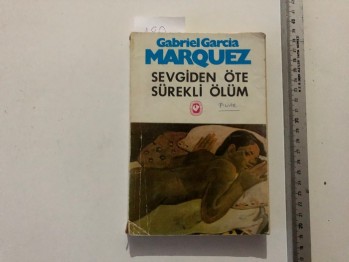 Gabriel Garcia
MARQUEZ
SEVGİDEN ÖTE
SÜREKLİ ÖLÜM